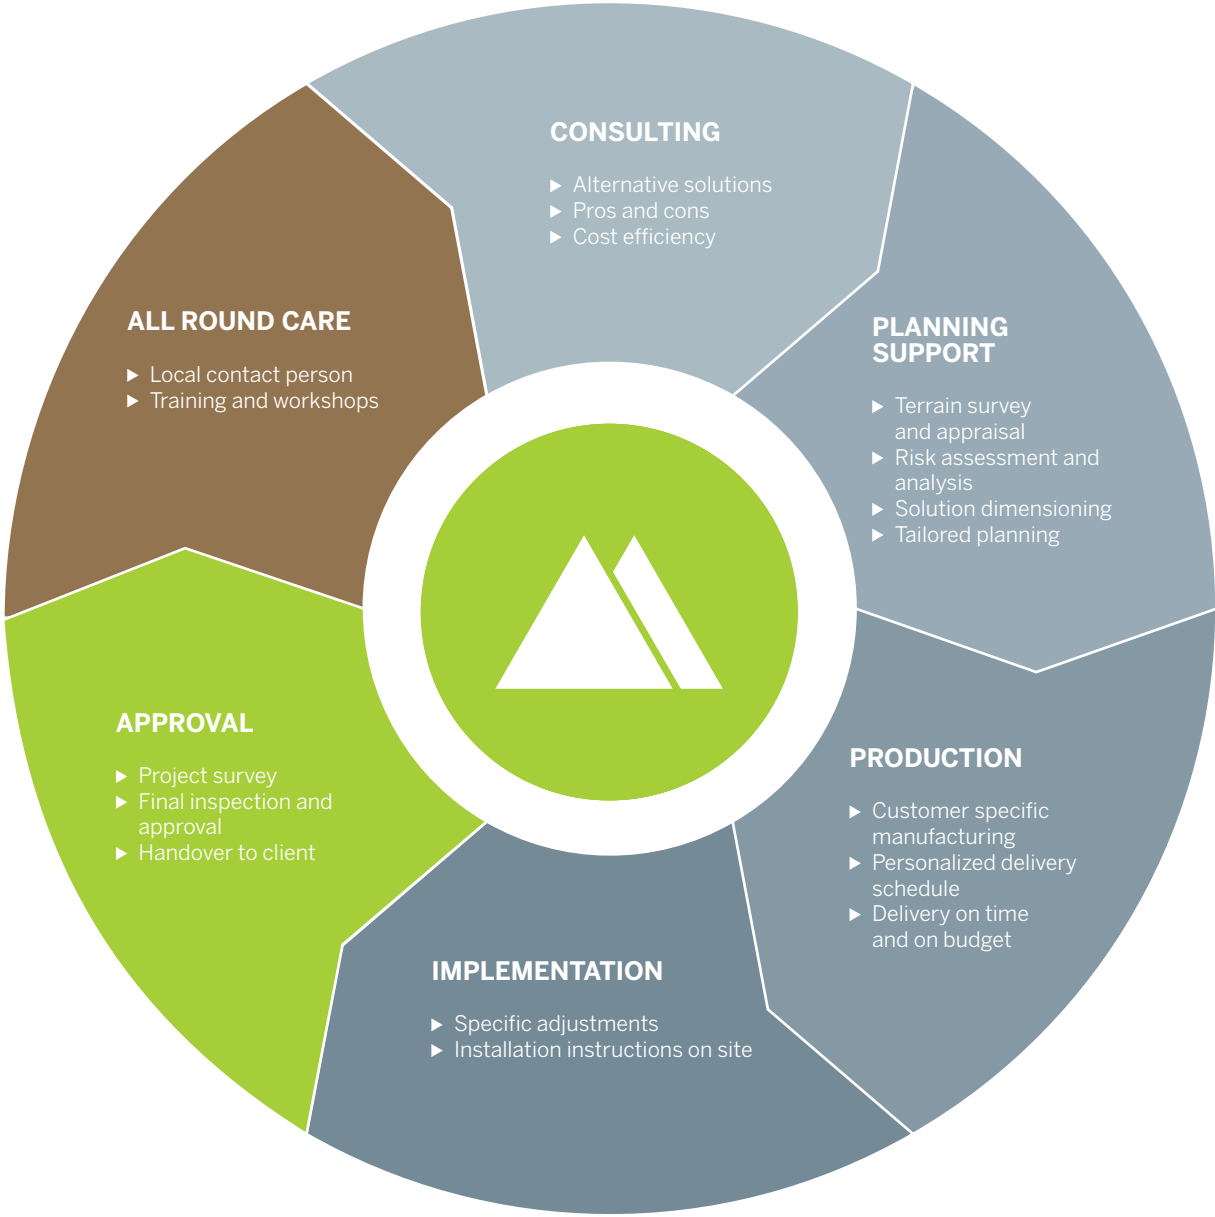 CONSULTING
► Alternative solutions
► Pros and cons
► Cost efficiency
PLANNING
SUPPORT
► Terrain survey
and appraisal
► Risk assessment and
analysis
► Solution dimensioning
► Tailored planning
PRODUCTION
► Customer specific
manufacturing
► Personalized delivery
schedule
► Delivery on time
and on budget
IMPLEMENTATION
► Specific adjustments
► Installation instructions on site
APPROVAL
► Project survey
► Final inspection and
approval
► Handover to client
ALL ROUND CARE
► Local contact person
► Training and workshops